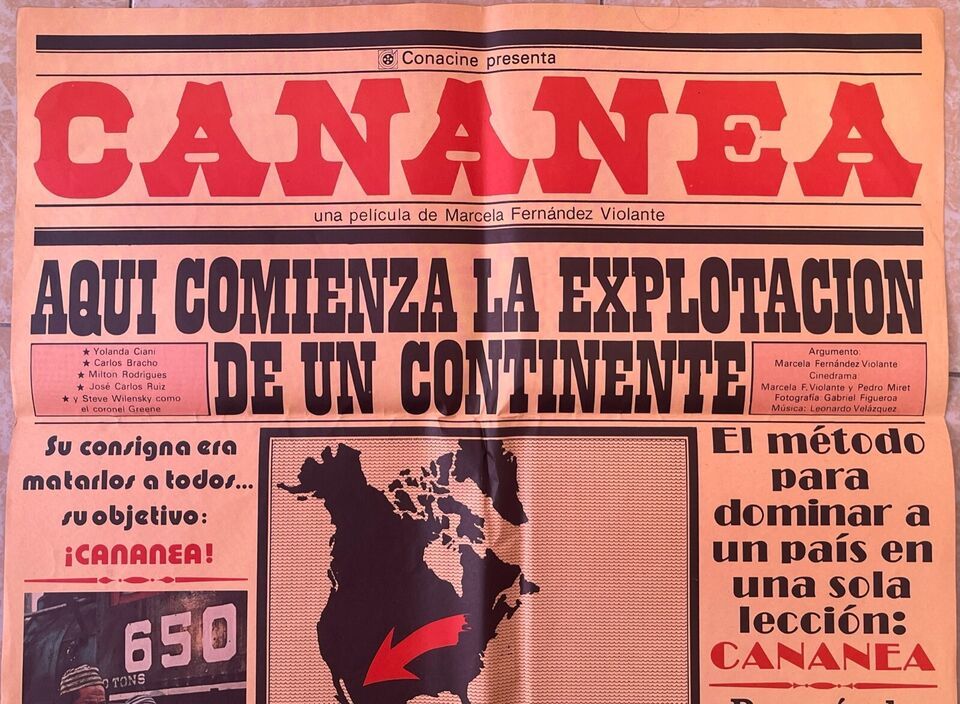 Conacine presenta
CANANEA
una película de Marcela Fernández Violante
AQUI COMIENZA LA EXPLOTACION
DE UN CONTINENTE
★ Yolanda Ciani
★ Carlos Bracho
★ Milton Rodrigues
★ José Carlos Ruiz
★ y Steve Wilensky como
el coronel Greene
Argumento:
Marcela Fernández Violante
Cinedrama
Marcela F. Violante y Pedro Miret
Fotografía: Gabriel Figueroa
Música: Leonardo Velázquez
Su consigna era
matarlos a todos...
su objetivo:
¡CANANEA!
650
TONS
El método
para
dominar a
un país en
una sola
lección:
CANANEA